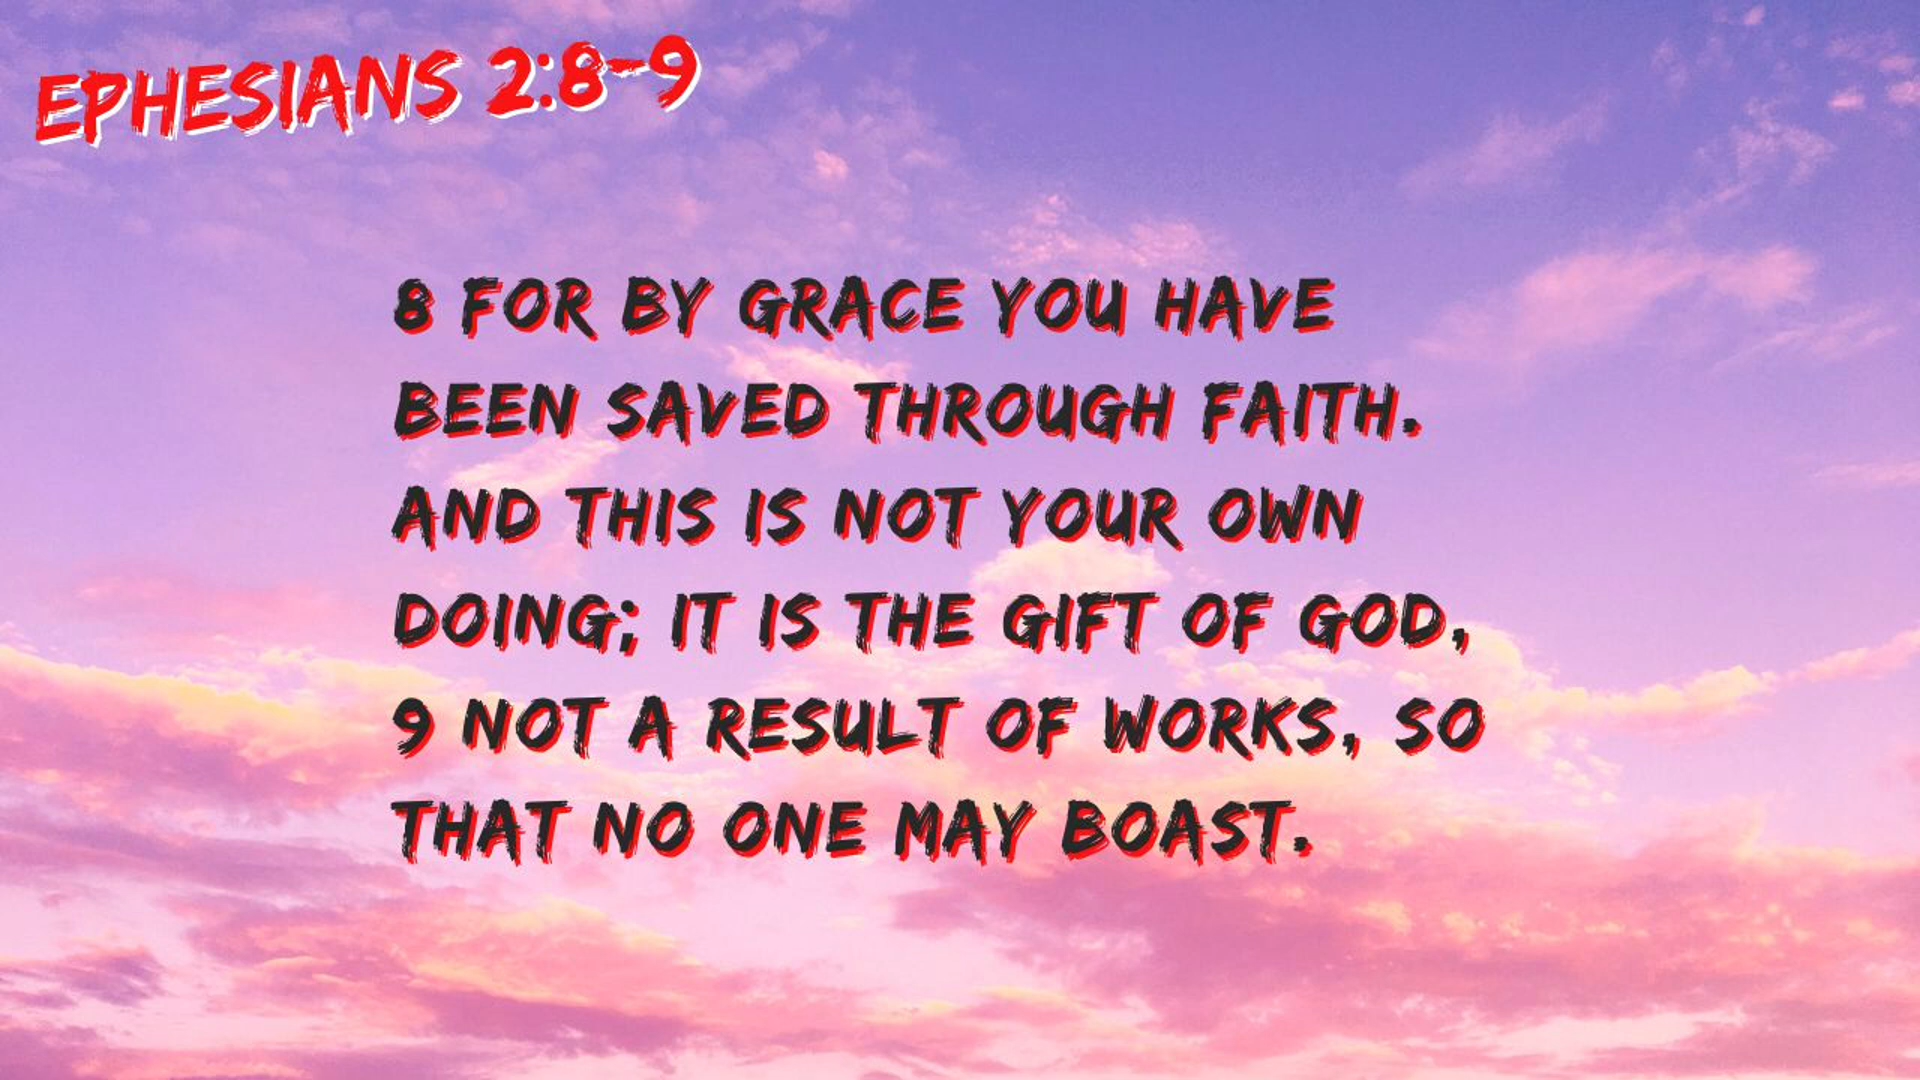 EPHESIANS 2:8-9
8 FOR BY GRACE YOU HAVE
BEEN SAVED THROUGH FAITH.
AND THIS IS NOT YOUR OWN
DOING; IT IS THE GIFT OF GOD,
9 NOT A RESULT OF WORKS, SO
THAT NO ONE MAY BOAST.